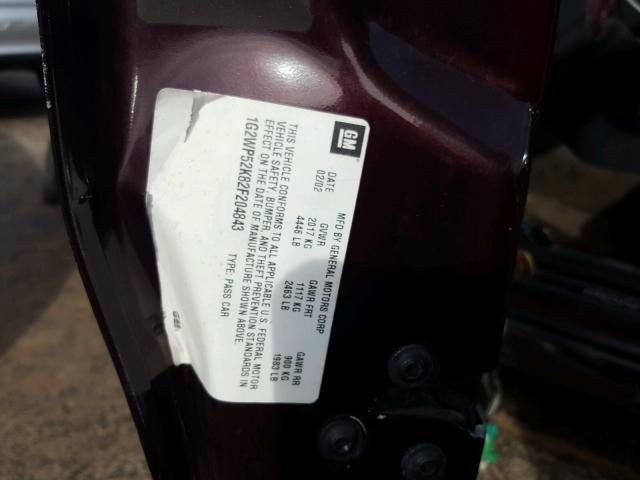 GM
MFD BY GENERAL MOTORS CORP
DATE GVWR GAWR FRT GAWR RR
02/02 2017 KG 1117 KG 900 KG
4446 LB 2463 LB 1983 LB
THIS VEHICLE CONFORMS TO ALL APPLICABLE U.S. FEDERAL MOTOR
VEHICLE SAFETY, BUMPER, AND THEFT PREVENTION STANDARDS IN
EFFECT ON THE DATE OF MANUFACTURE SHOWN ABOVE.
1G2WP52K82F204843 TYPE: PASS CAR